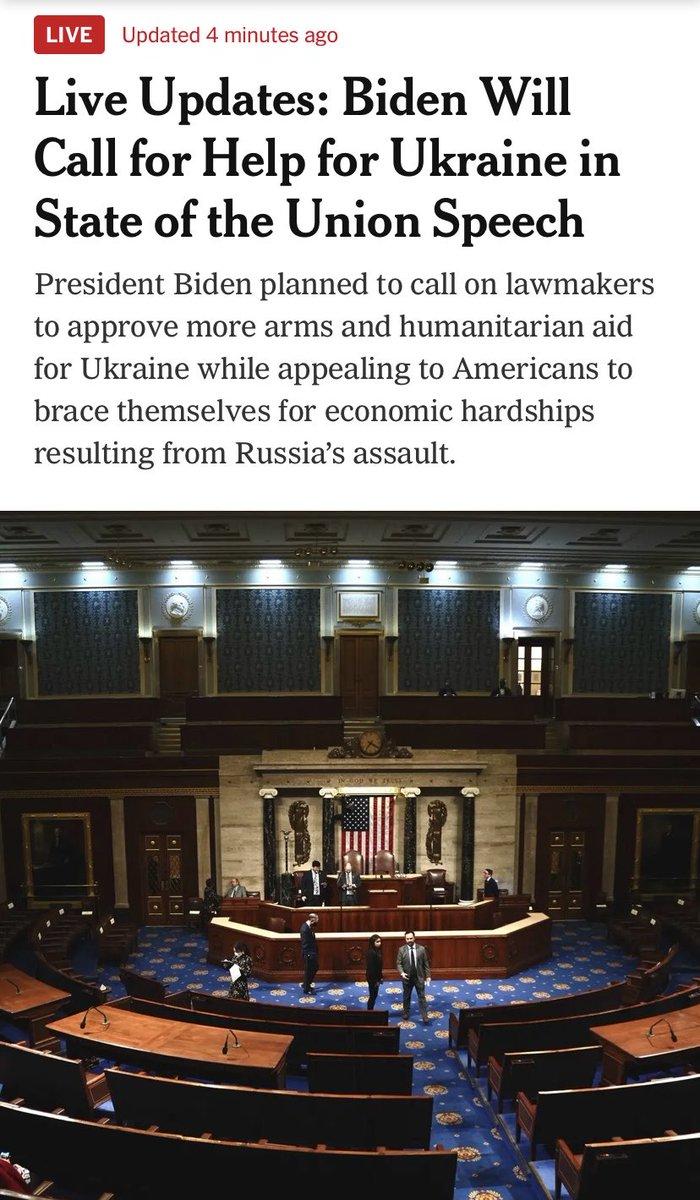 LIVE Updated 4 minutes ago
Live Updates: Biden Will
Call for Help for Ukraine in
State of the Union Speech
President Biden planned to call on lawmakers
to approve more arms and humanitarian aid
for Ukraine while appealing to Americans to
brace themselves for economic hardships
resulting from Russia’s assault.
IN GOD WE TRUST